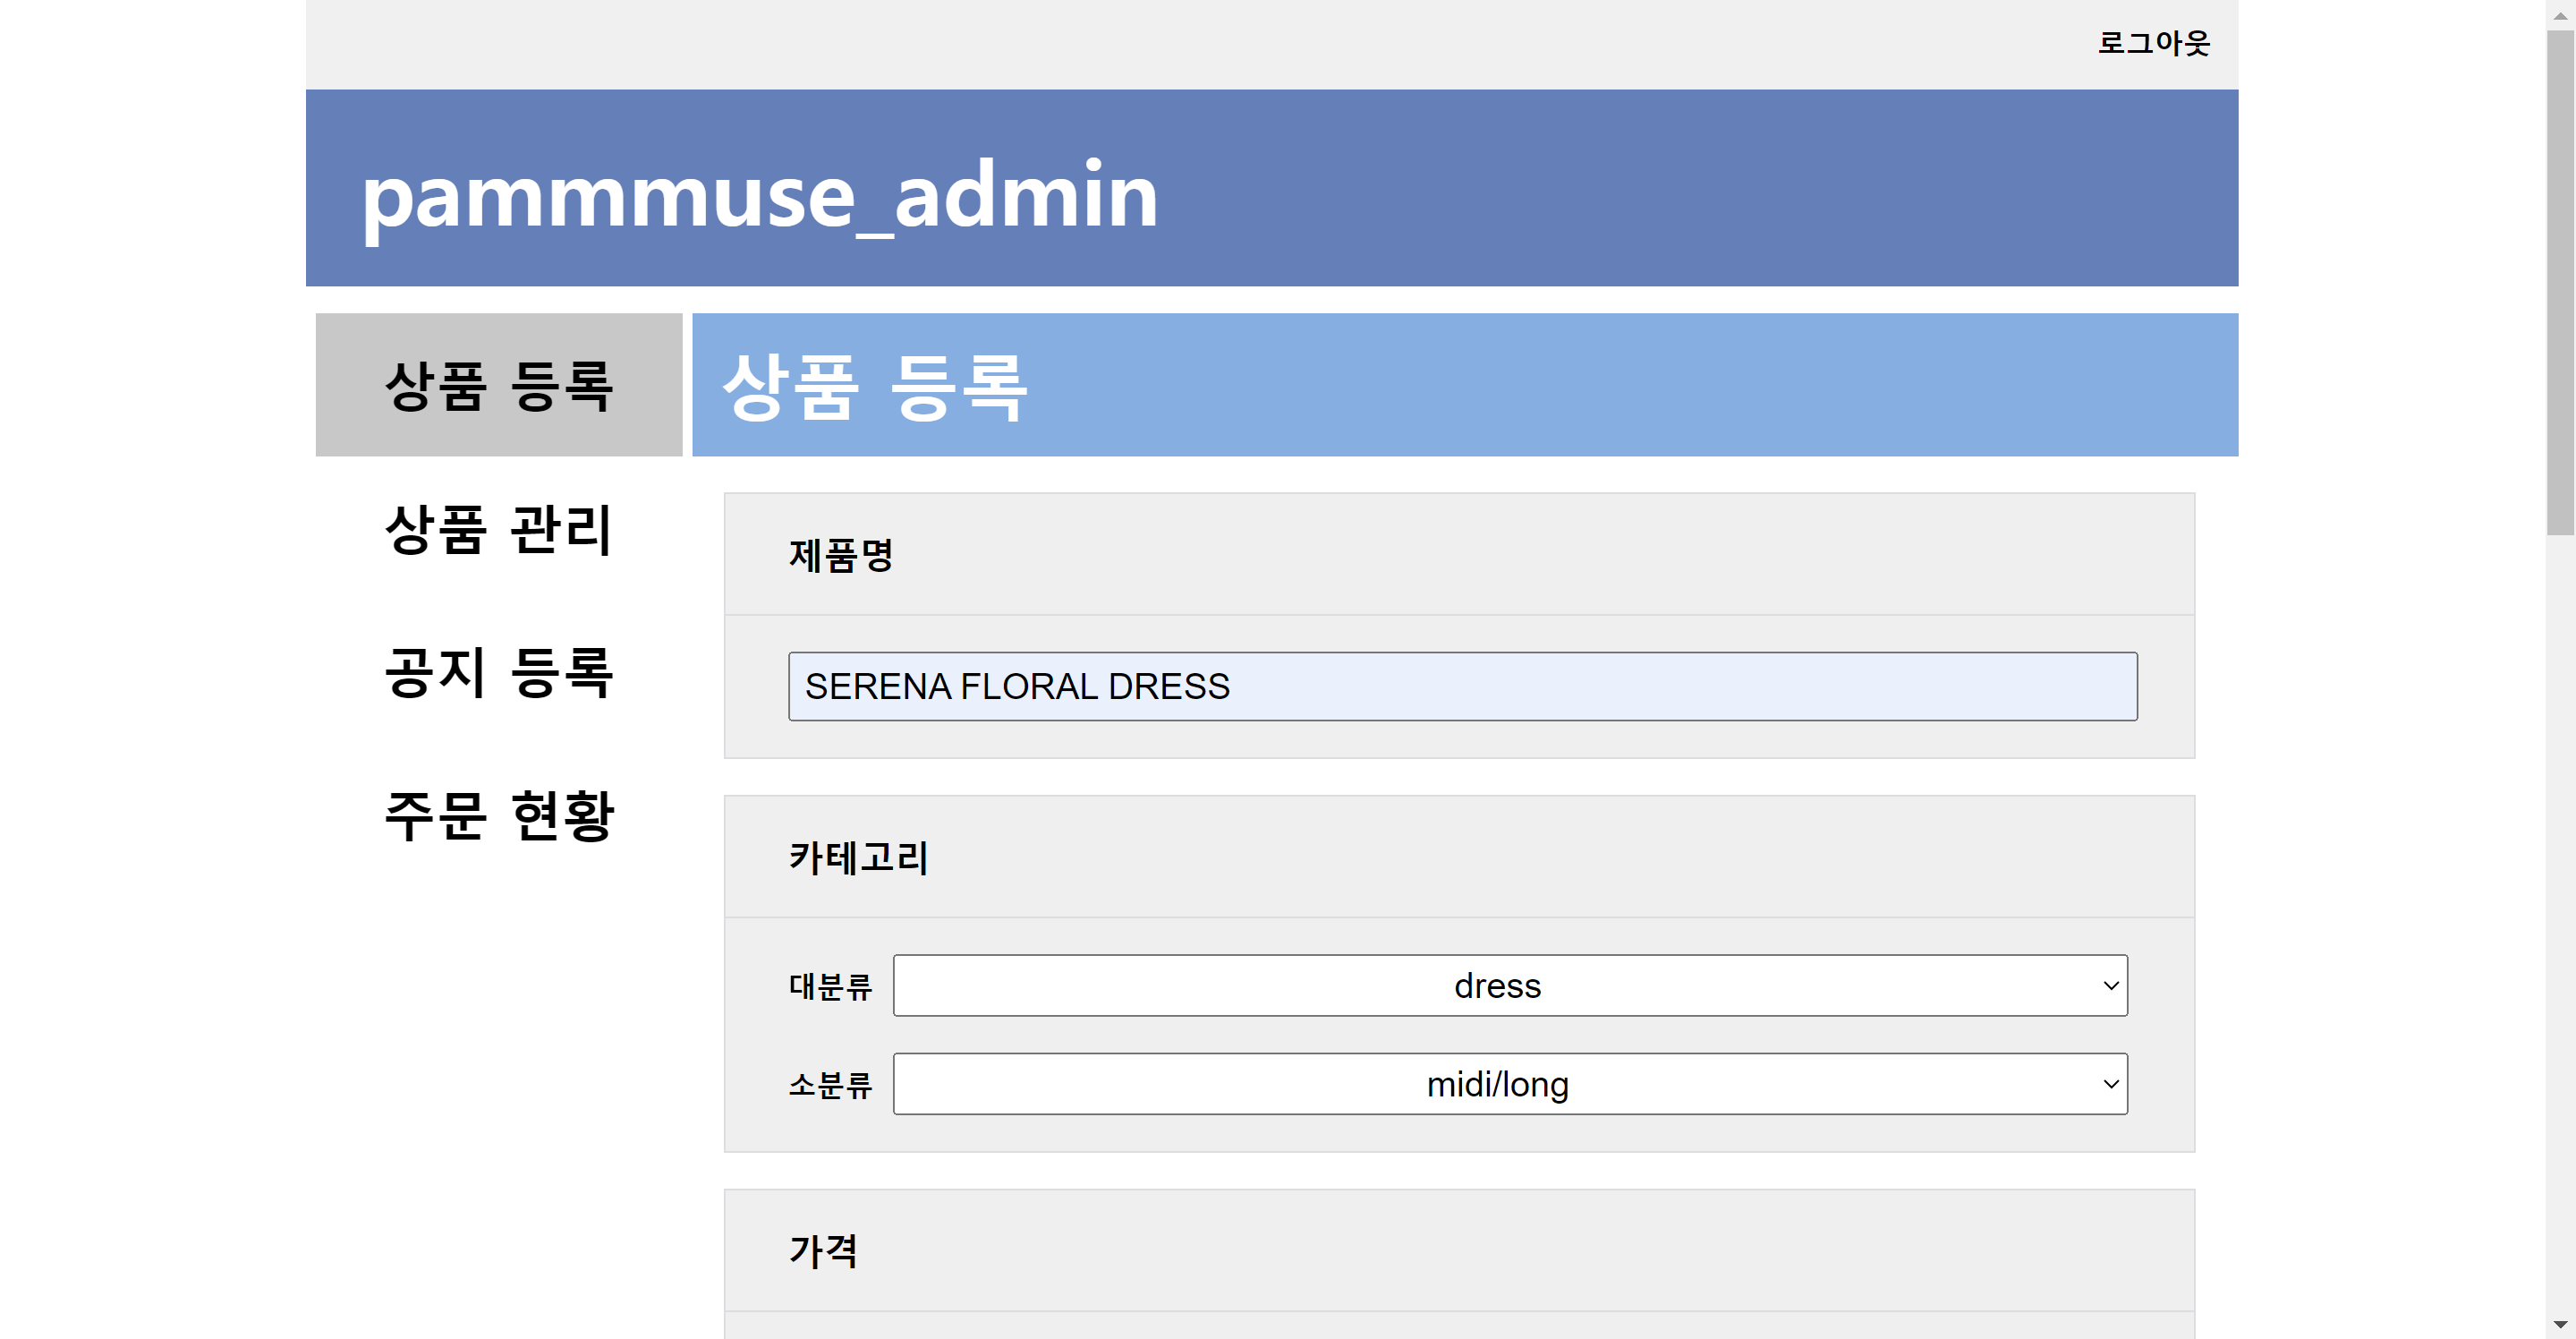 로그아웃
pammmuse_admin
상품 등록
상품 관리
공지 등록
주문 현황
상품 등록
제품명
SERENA FLORAL DRESS
카테고리
대분류 dress
소분류 midi/long
가격